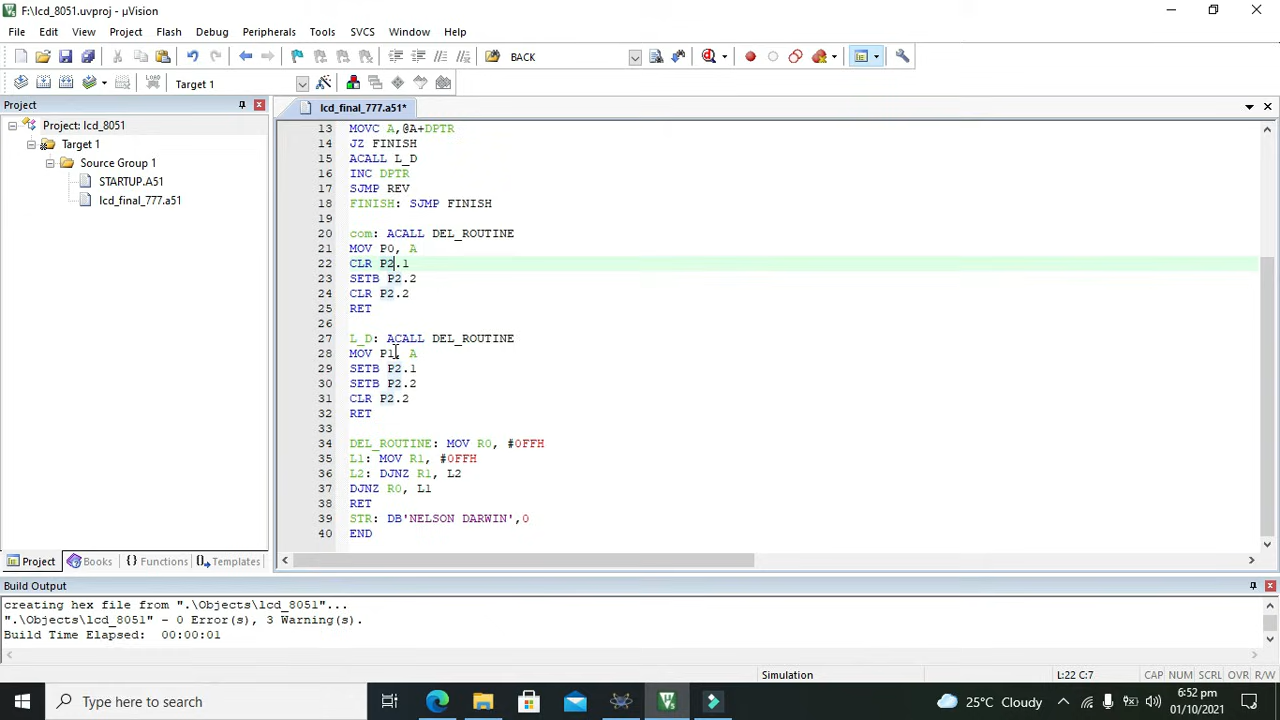 F:\lcd_8051.uvproj - µVision
File Edit View Project Flash Debug Peripherals Tools SVCS Window Help
BACK
LOAD Target 1
Project
lcd_final_777.a51*
Project: lcd_8051
Target 1
Source Group 1
STARTUP.A51
lcd_final_777.a51
13 MOVC A,@A+DPTR
14 JZ FINISH
15 ACALL L_D
16 INC DPTR
17 SJMP REV
18 FINISH: SJMP FINISH
19
20 com: ACALL DEL_ROUTINE
21 MOV P0, A
22 CLR P2.1
23 SETB P2.2
24 CLR P2.2
25 RET
26
27 L_D: ACALL DEL_ROUTINE
28 MOV P1, A
29 SETB P2.1
30 SETB P2.2
31 CLR P2.2
32 RET
33
34 DEL_ROUTINE: MOV R0, #0FFH
35 L1: MOV R1, #0FFH
36 L2: DJNZ R1, L2
37 DJNZ R0, L1
38 RET
39 STR: DB'NELSON DARWIN',0
40 END
Project Books {} Functions Templates
Build Output
creating hex file from ".\Objects\lcd_8051"...
".\Objects\lcd_8051" - 0 Error(s), 3 Warning(s).
Build Time Elapsed: 00:00:01
Simulation L:22 C:7 CAP NUM SCRL OVR R/W
Type here to search
25°C Cloudy
6:52 pm
01/10/2021